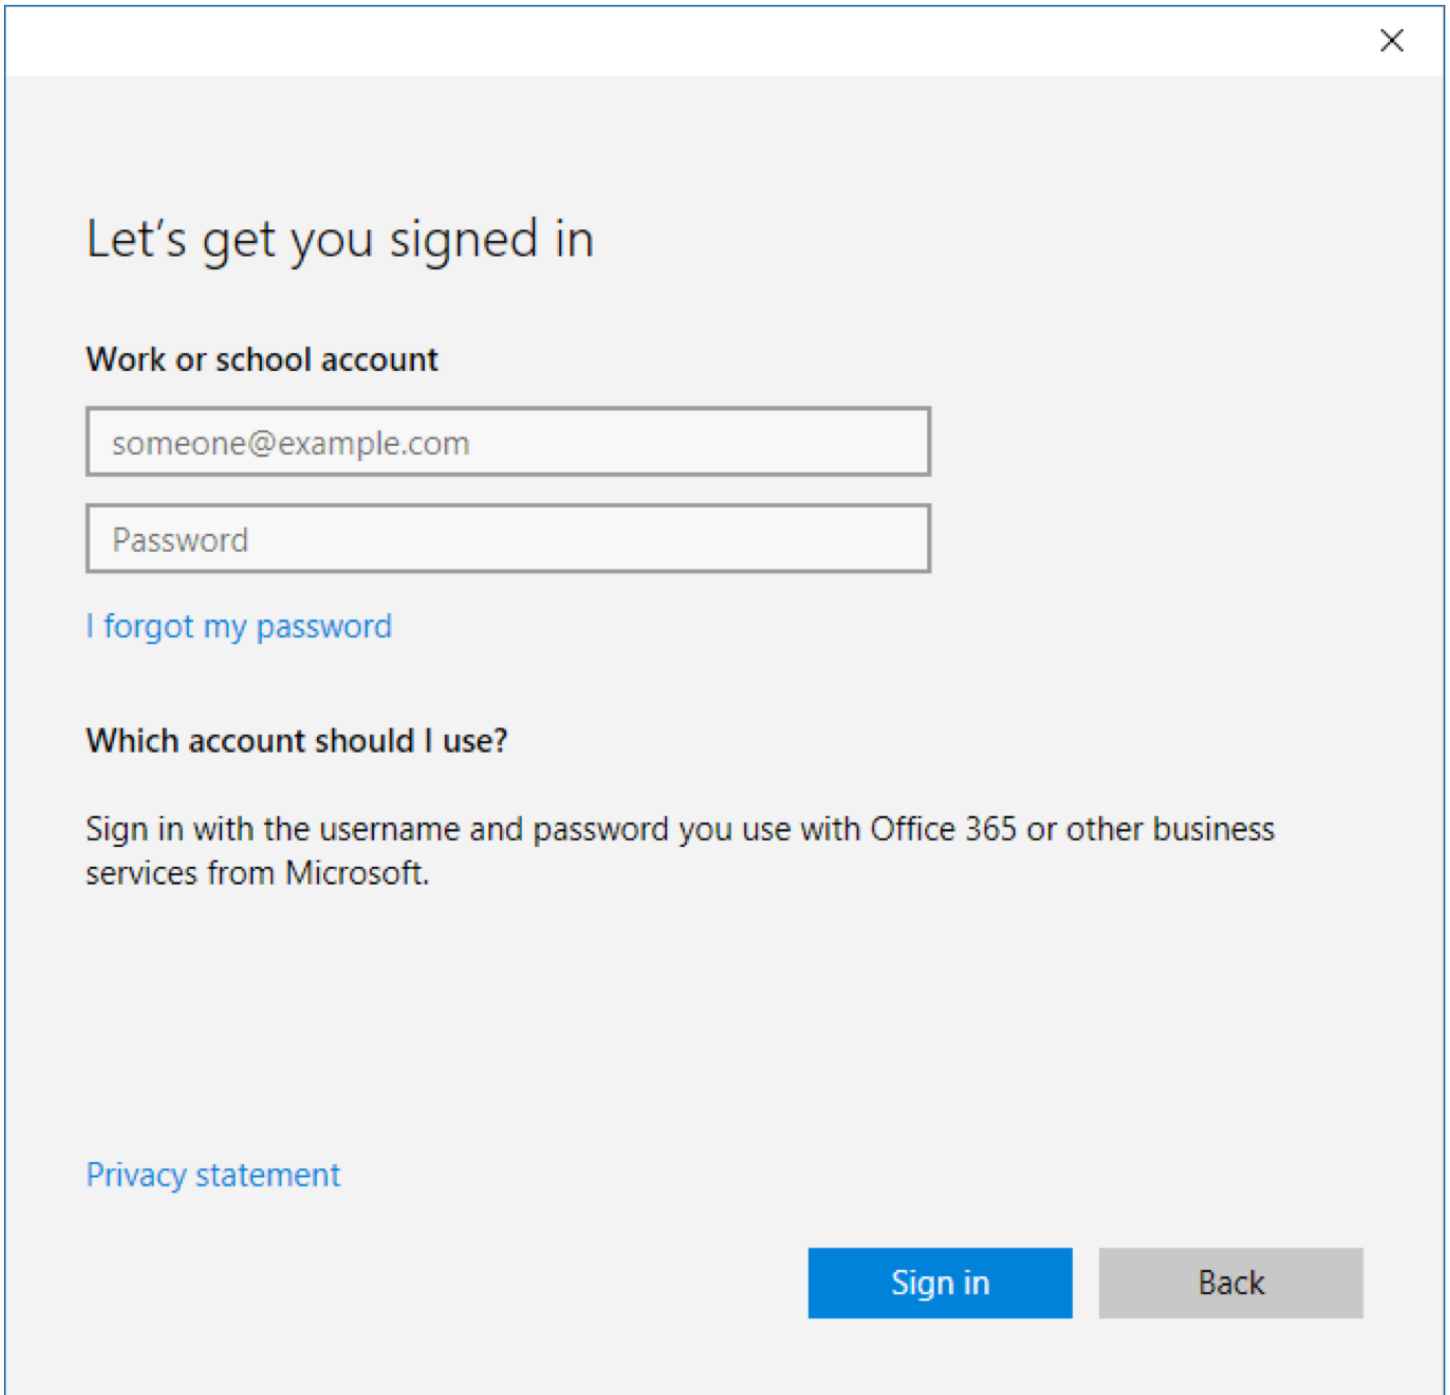 Let's get you signed in
Work or school account
someone@example.com
Password
I forgot my password
Which account should I use?
Sign in with the username and password you use with Office 365 or other business
services from Microsoft.
Privacy statement
Sign in
Back